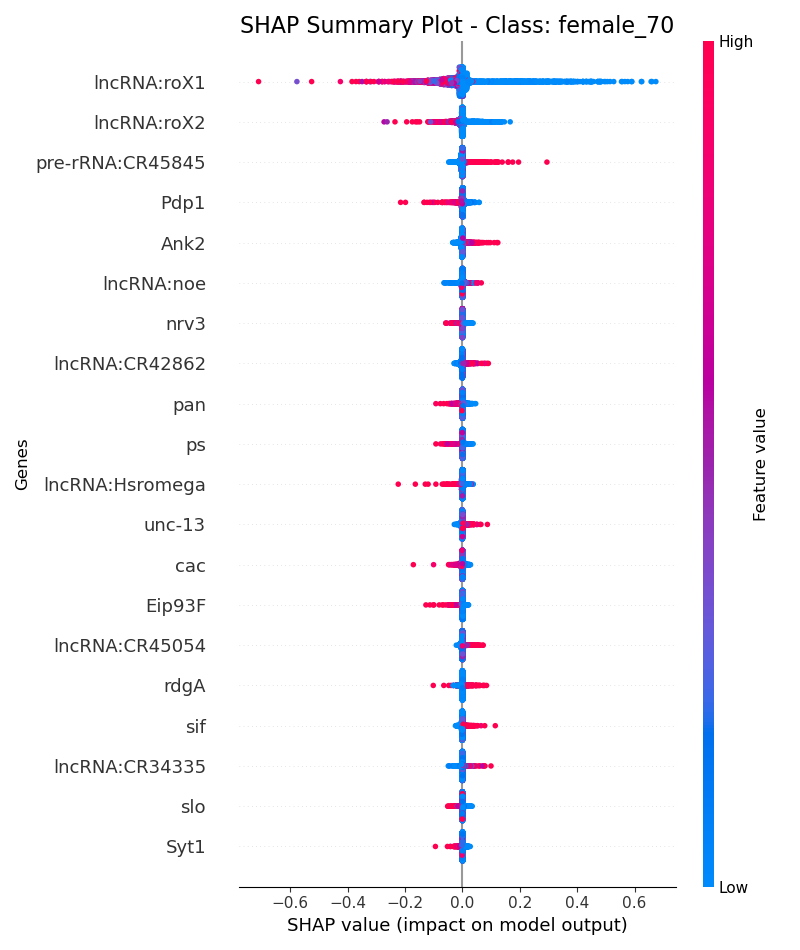 SHAP Summary Plot - Class: female_70
High
lncRNA:roX1
lncRNA:roX2
pre-rRNA:CR45845
Pdp1
Ank2
lncRNA:noe
nrv3
lncRNA:CR42862
pan
ps
lncRNA:Hsromega
unc-13
cac
Eip93F
lncRNA:CR45054
rdgA
sif
lncRNA:CR34335
slo
Syt1
Genes
Feature value
Low
−0.6 −0.4 −0.2 0.0 0.2 0.4 0.6
SHAP value (impact on model output)